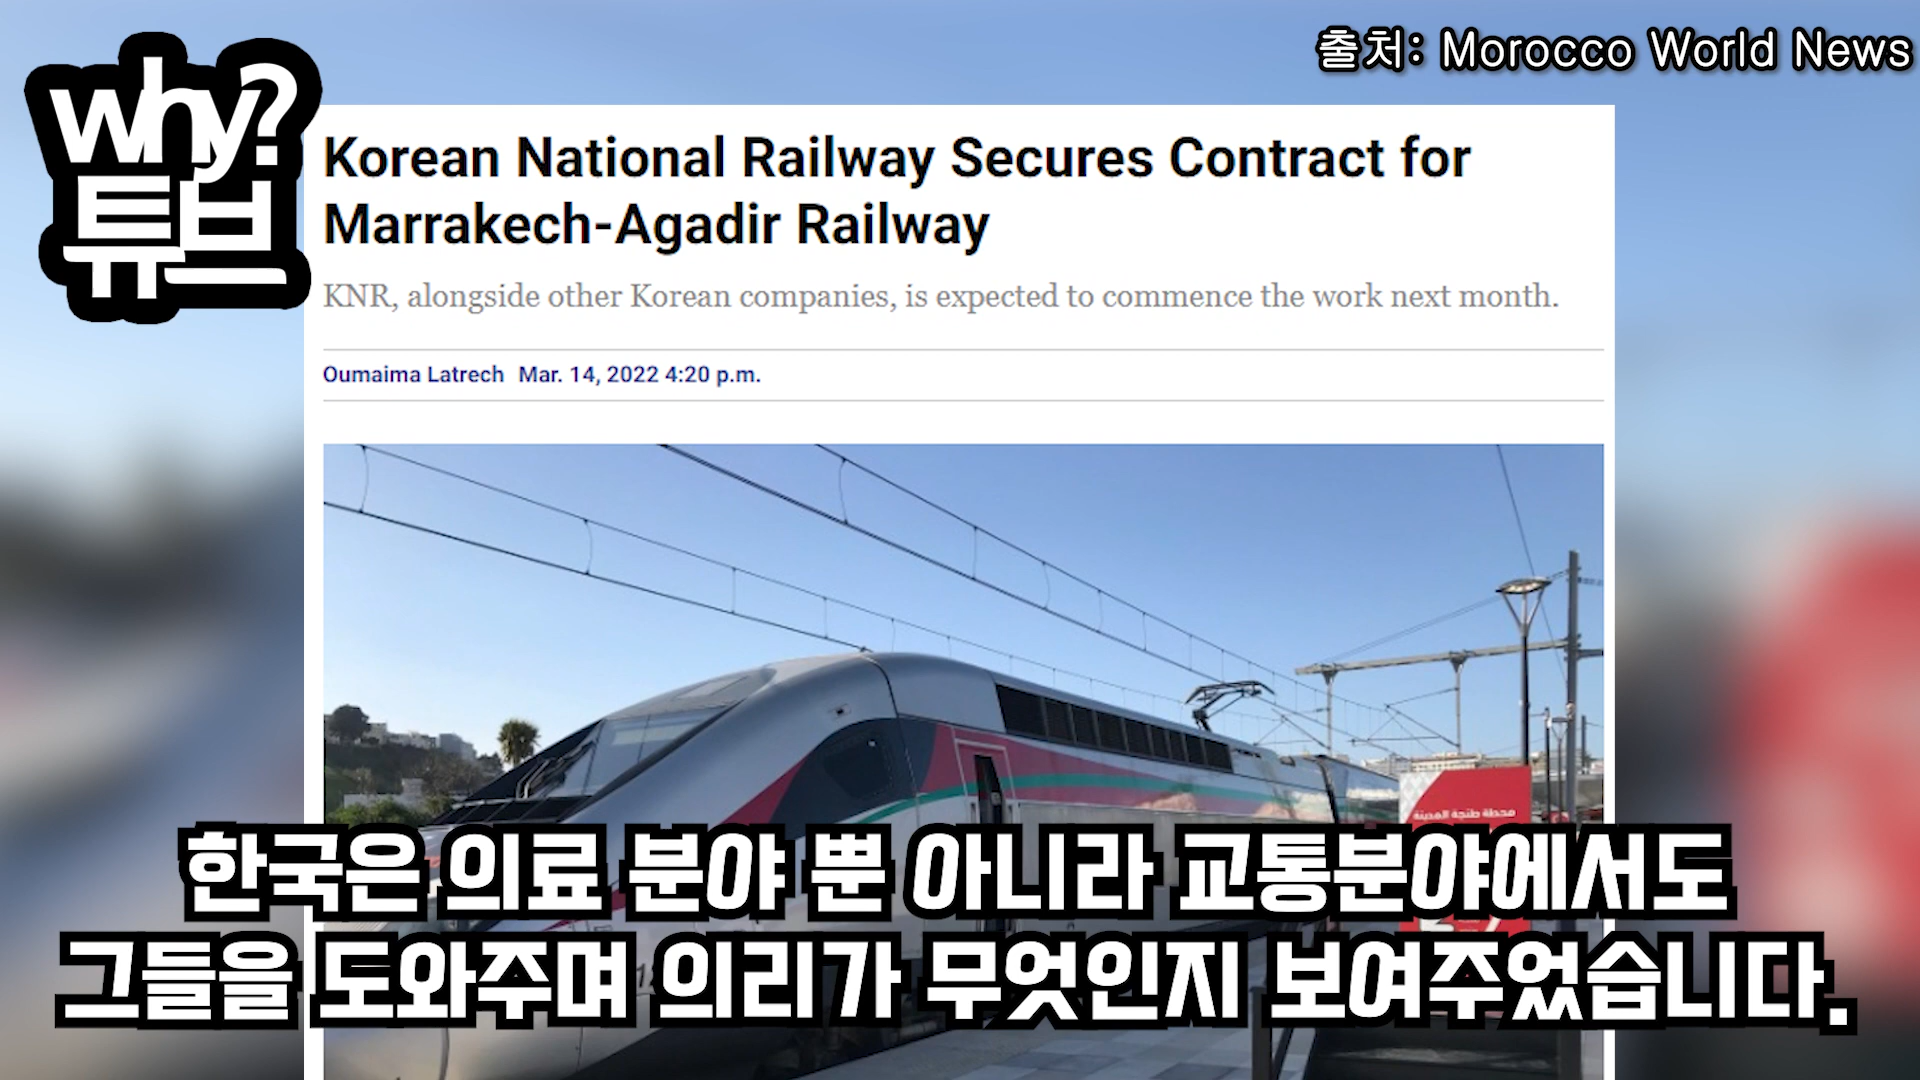 why?
튜브
출처: Morocco World News
Korean National Railway Secures Contract for
Marrakech-Agadir Railway
KNR, alongside other Korean companies, is expected to commence the work next month.
Oumaima Latrech Mar. 14, 2022 4:20 p.m.
محطة طنجة المدينة
한국은 의료 분야 뿐 아니라 교통분야에서도
그들을 도와주며 의리가 무엇인지 보여주었습니다.